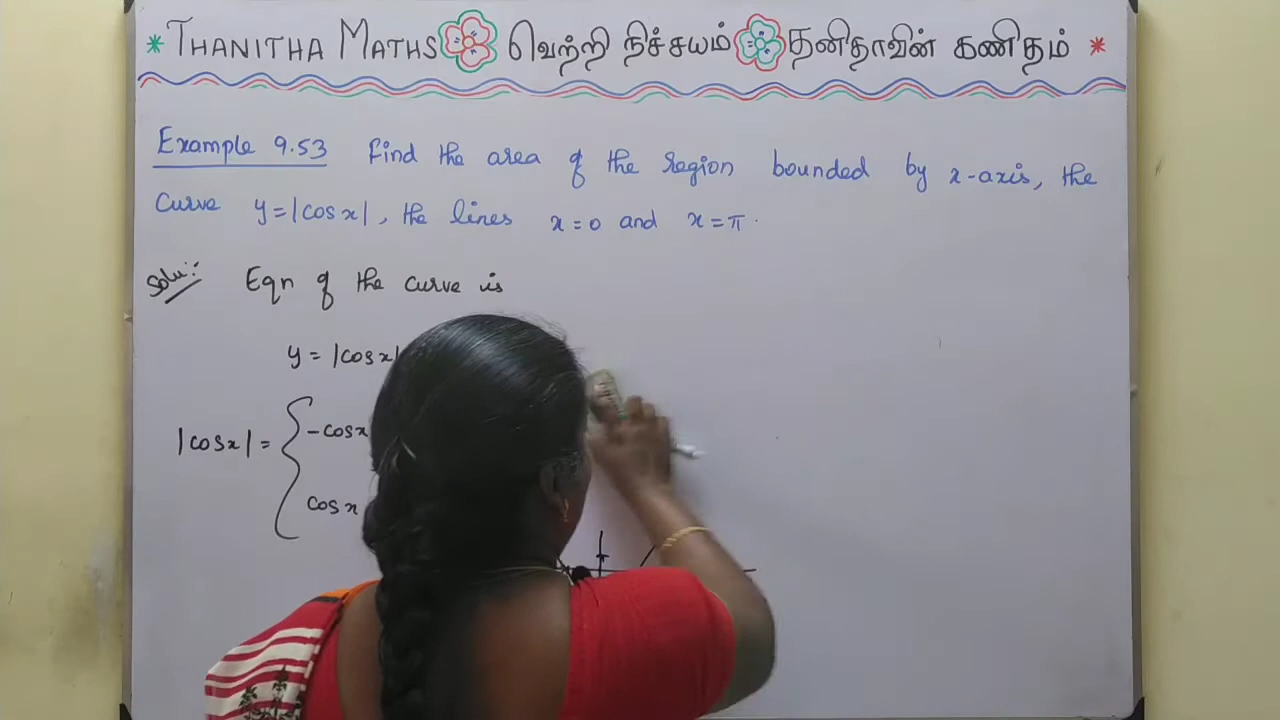 * THANITHA MATHS வெற்றி நிச்சயம் தனிதாவின் கணிதம் *
Example 9.53 Find the area of the region bounded by x-axis, the
curve y=|cos x|, the lines x=0 and x=π.
Solu:- Eqn of the curve is
y = |cos x|
|cos x| = { -cos x
cos x